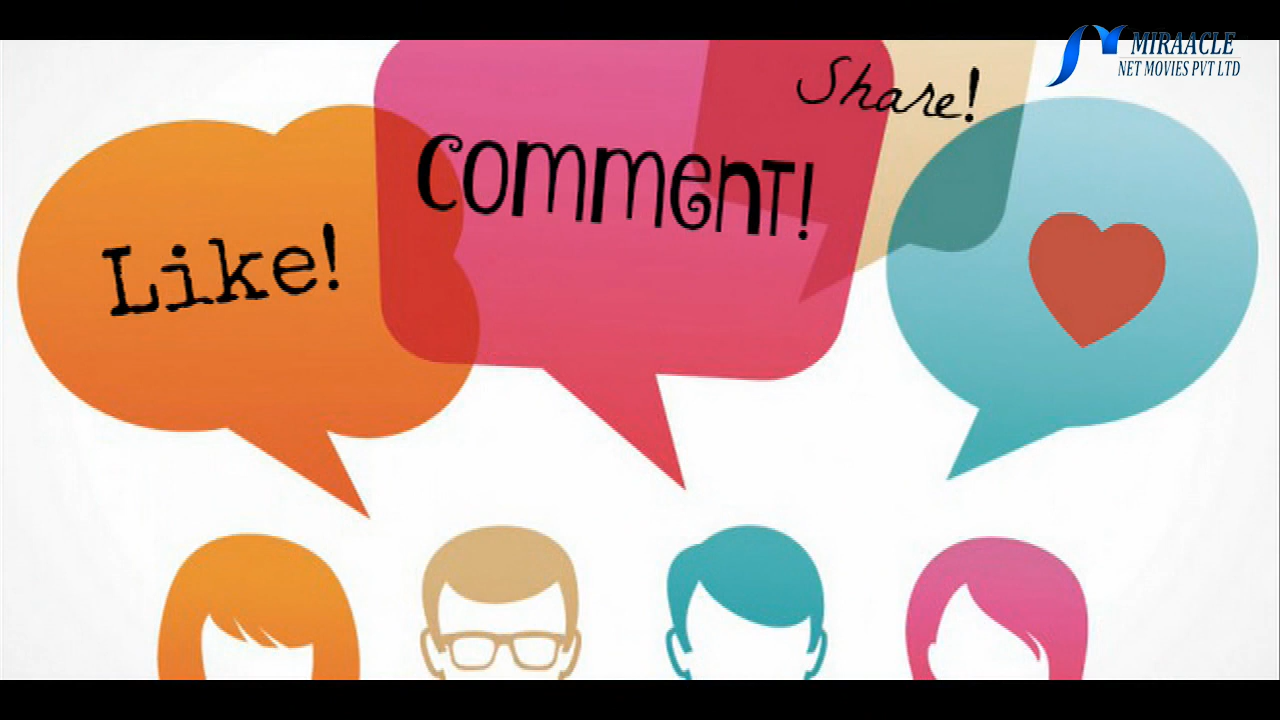 MIRAACLE
NET MOVIES PVT LTD
Share!
Comment!
Like!